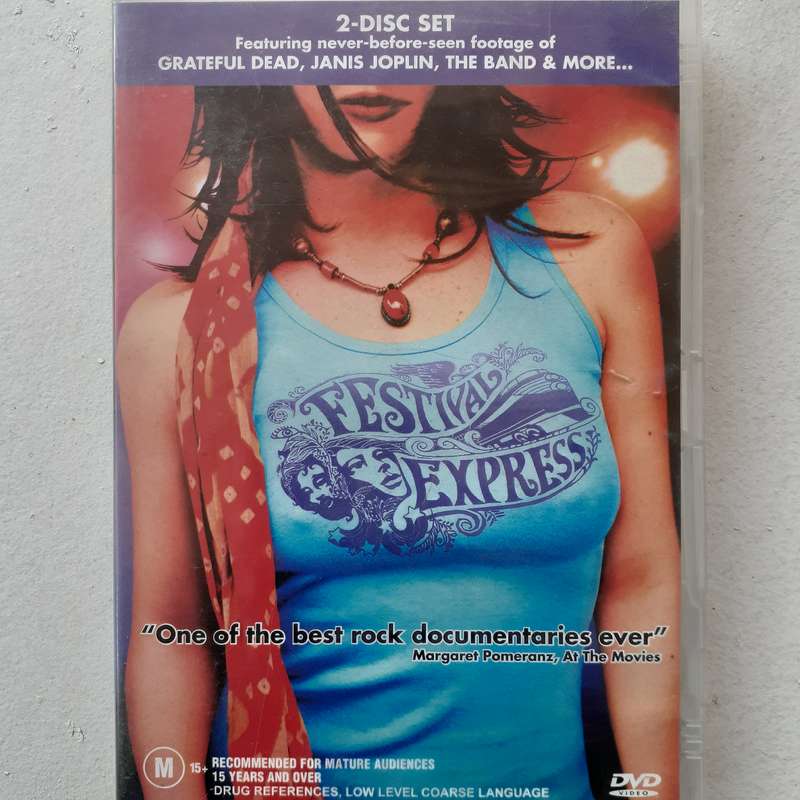 2-DISC SET
Featuring never-before-seen footage of
GRATEFUL DEAD, JANIS JOPLIN, THE BAND & MORE...
FESTIVAL
EXPRESS
"One of the best rock documentaries ever"
Margaret Pomeranz, At The Movies
M 15+ RECOMMENDED FOR MATURE AUDIENCES
15 YEARS AND OVER
DRUG REFERENCES, LOW LEVEL COARSE LANGUAGE
DVD
VIDEO